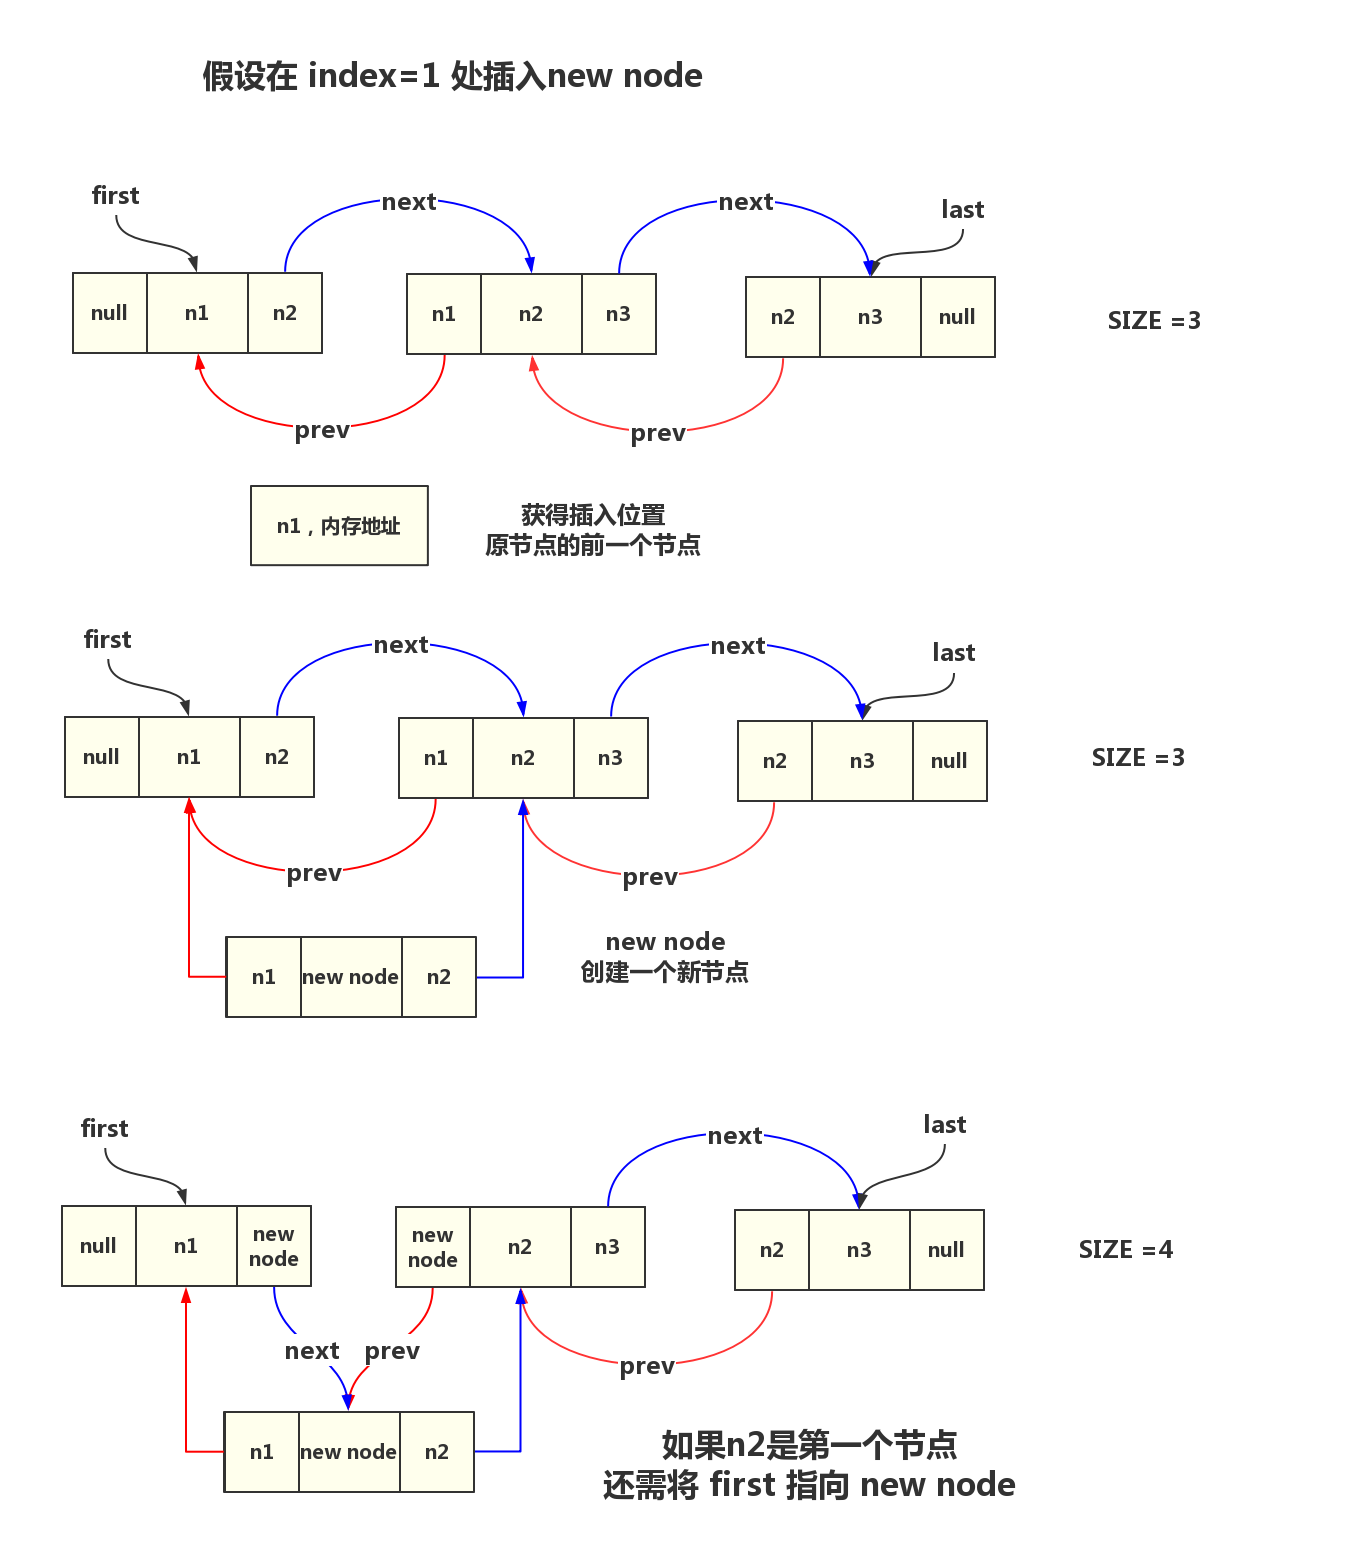 假设在 index=1 处插入new node
first
next
next
last
null n1 n2
n1 n2 n3
n2 n3 null
SIZE =3
prev
prev
n1，内存地址
获得插入位置
原节点的前一个节点
first
next
next
last
null n1 n2
n1 n2 n3
n2 n3 null
SIZE =3
prev
prev
new node
创建一个新节点
n1 new node n2
first
next
last
null n1 new node
new node n2 n3
n2 n3 null
SIZE =4
next
prev
prev
n1 new node n2
如果n2是第一个节点
还需将 first 指向 new node